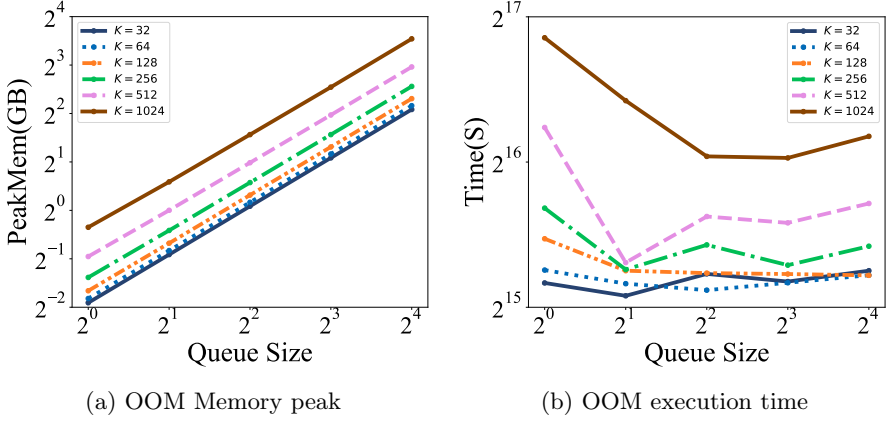 PeakMem(GB)
2^4
2^3
2^2
2^1
2^0
2^−1
2^−2
K = 32
K = 64
K = 128
K = 256
K = 512
K = 1024
2^0 2^1 2^2 2^3 2^4
Queue Size
(a) OOM Memory peak
Time(S)
2^17
2^16
2^15
K = 32
K = 64
K = 128
K = 256
K = 512
K = 1024
2^0 2^1 2^2 2^3 2^4
Queue Size
(b) OOM execution time